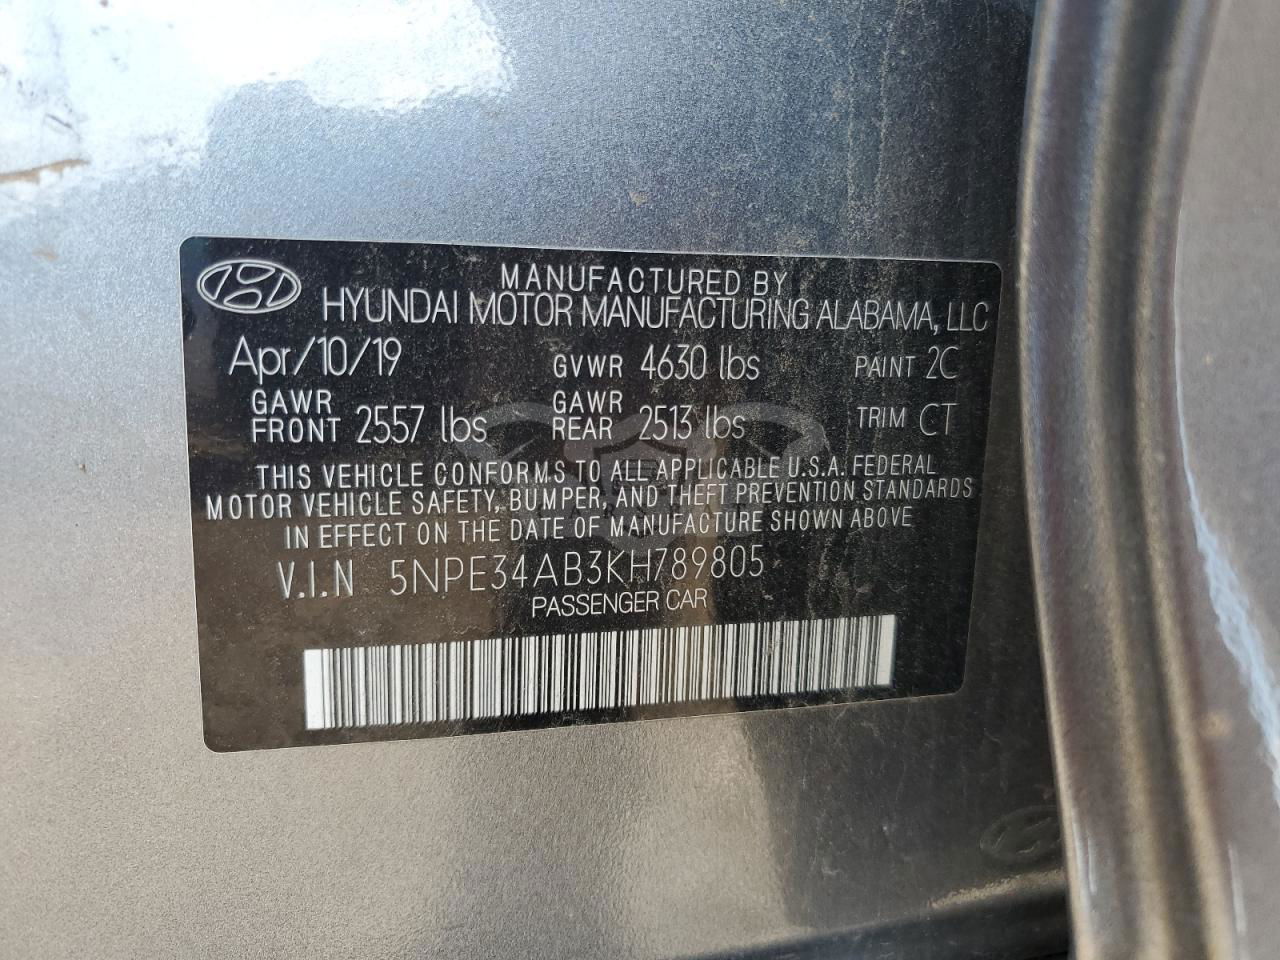 MANUFACTURED BY
HYUNDAI MOTOR MANUFACTURING ALABAMA, LLC
Apr/10/19 GVWR 4630 lbs PAINT 2C
GAWR FRONT 2557 lbs GAWR REAR 2513 lbs TRIM CT
THIS VEHICLE CONFORMS TO ALL APPLICABLE U.S.A. FEDERAL
MOTOR VEHICLE SAFETY, BUMPER, AND THEFT PREVENTION STANDARDS
IN EFFECT ON THE DATE OF MANUFACTURE SHOWN ABOVE
V.I.N 5NPE34AB3KH789805
PASSENGER CAR